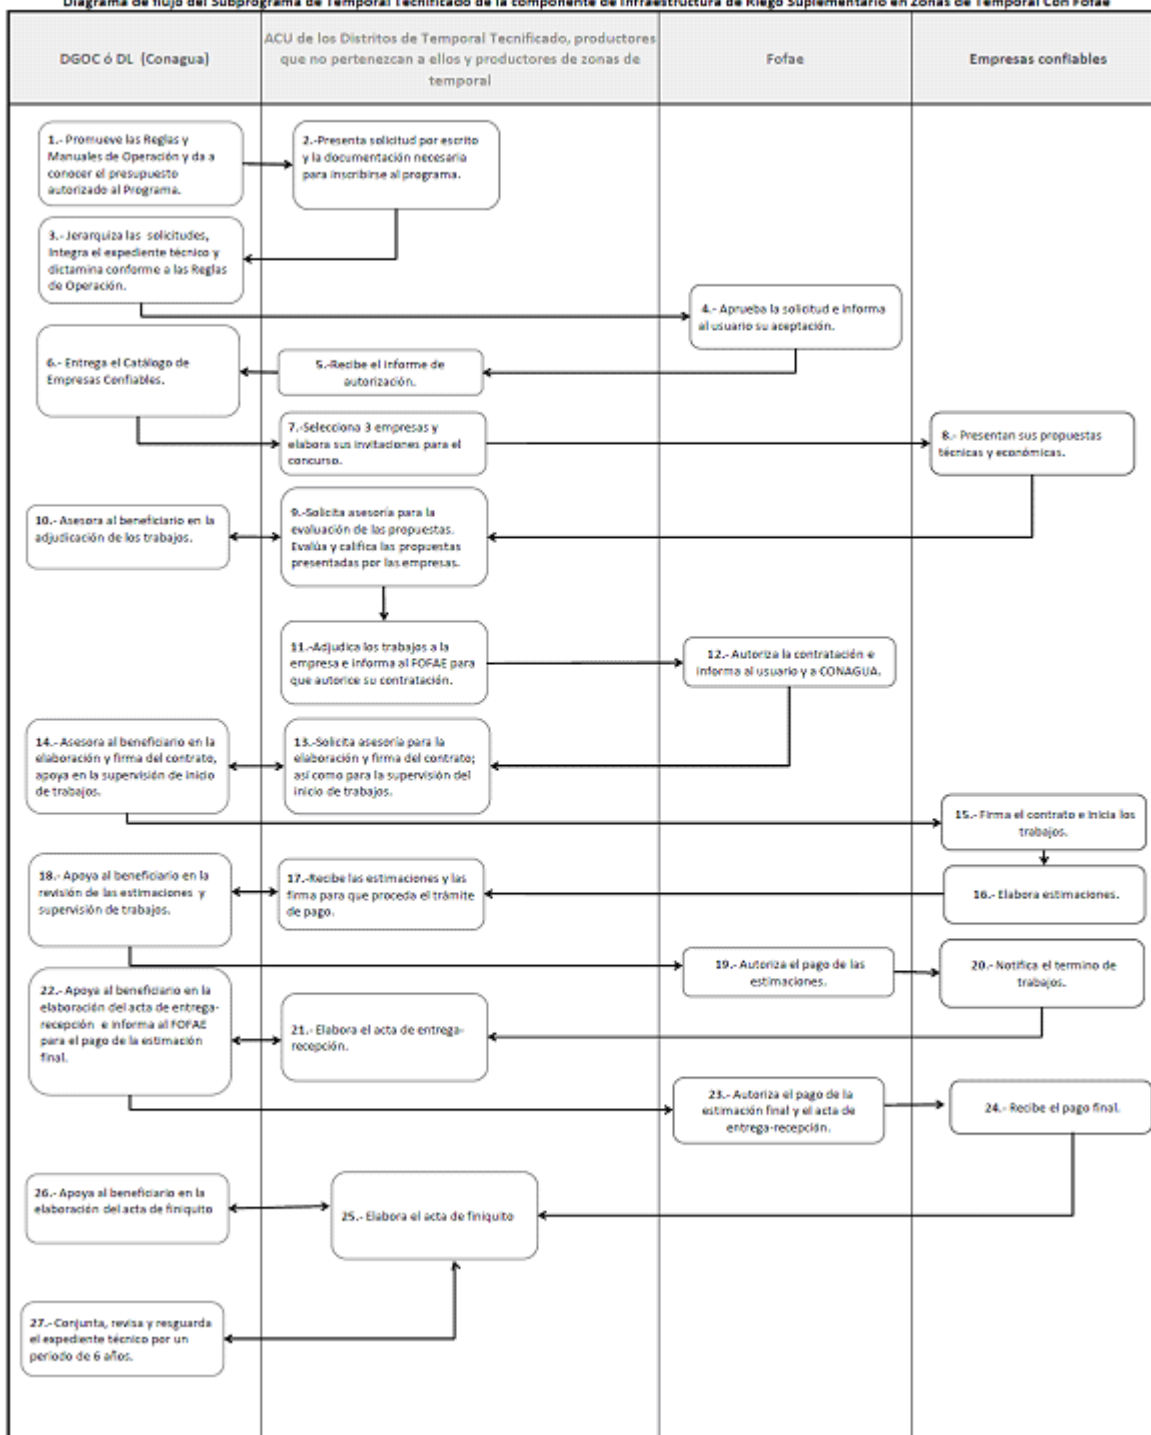 Diagrama de flujo del Subprograma de Temporal Tecnificado de la componente de Infraestructura de Riego Suplementario en Zonas de Temporal Con Fofae
DGOC ó DL (Conagua)
ACU de los Distritos de Temporal Tecnificado, productores
que no pertenezcan a ellos y productores de zonas de
temporal
Fofae
Empresas confiables
1.- Promueve las Reglas y
Manuales de Operación y da a
conocer el presupuesto
autorizado al Programa.
2.-Presenta solicitud por escrito
y la documentación necesaria
para inscribirse al programa.
3.- Jerarquiza las solicitudes,
Integra el expediente técnico y
dictamina conforme a las Reglas
de Operación.
4.- Aprueba la solicitud e informa
al usuario su aceptación.
5.-Recibe el informe de
autorización.
6.- Entrega el Catálogo de
Empresas Confiables.
7.-Selecciona 3 empresas y
elabora sus invitaciones para el
concurso.
8.- Presentan sus propuestas
técnicas y económicas.
9.-Solicita asesoría para la
evaluación de las propuestas.
Evalúa y califica las propuestas
presentadas por las empresas.
10.- Asesora al beneficiario en la
adjudicación de los trabajos.
11.-Adjudica los trabajos a la
empresa e informa al FOFAE para
que autorice su contratación.
12.- Autoriza la contratación e
informa al usuario y a CONAGUA.
13.-Solicita asesoría para la
elaboración y firma del contrato;
así como para la supervisión del
inicio de trabajos.
14.- Asesora al beneficiario en la
elaboración y firma del contrato,
apoya en la supervisión de inicio
de trabajos.
15.- Firma el contrato e inicia los
trabajos.
16.- Elabora estimaciones.
17.-Recibe las estimaciones y las
firma para que proceda el trámite
de pago.
18.- Apoya al beneficiario en la
revisión de las estimaciones y
supervisión de trabajos.
19.- Autoriza el pago de las
estimaciones.
20.- Notifica el termino de
trabajos.
21.- Elabora el acta de entrega-
recepción.
22.- Apoya al beneficiario en la
elaboración del acta de entrega-
recepción e informa al FOFAE
para el pago de la estimación
final.
23.- Autoriza el pago de la
estimación final y el acta de
entrega-recepción.
24.- Recibe el pago final.
25.- Elabora el acta de finiquito
26.- Apoya al beneficiario en la
elaboración del acta de finiquito
27.- Conjunta, revisa y resguarda
el expediente técnico por un
periodo de 6 años.